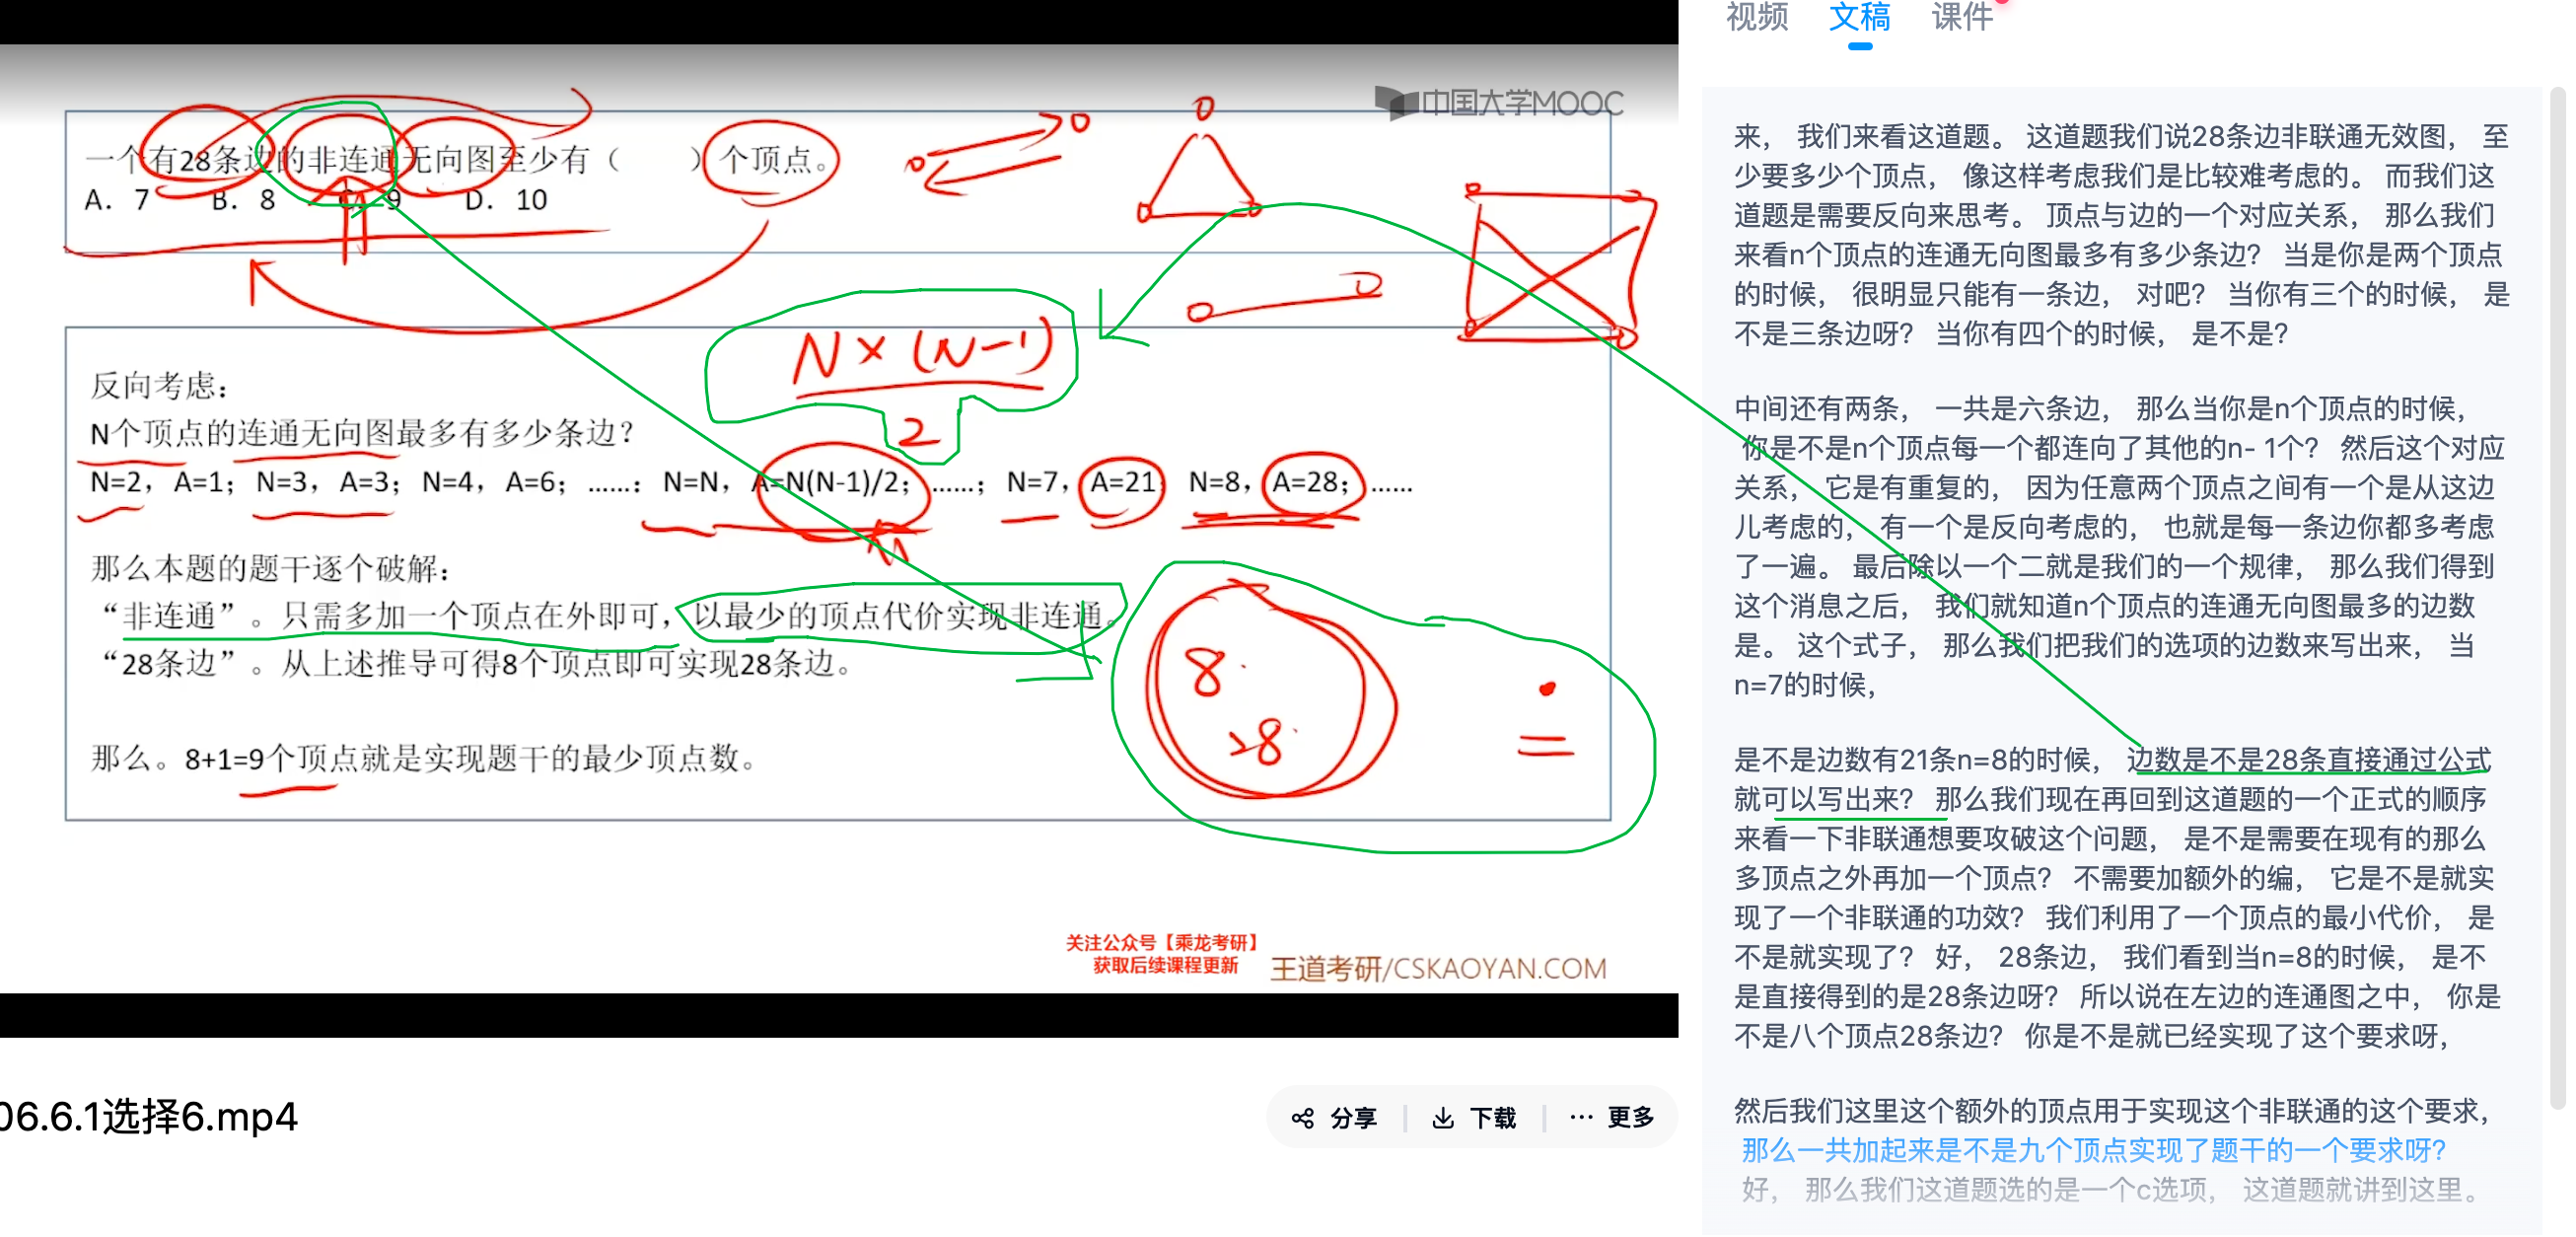 视频 文稿 课件
中国大学MOOC
一个有28条边的非连通无向图至少有（ ）个顶点。
A. 7 B. 8 C. 9 D. 10
N×(N-1)
2
反向考虑：
N个顶点的连通无向图最多有多少条边？
N=2，A=1；N=3，A=3；N=4，A=6；……；N=N，A=N(N-1)/2；……；N=7，A=21；N=8，A=28；……
那么本题的题干逐个破解：
“非连通”。只需多加一个顶点在外即可，以最少的顶点代价实现非连通。
“28条边”。从上述推导可得8个顶点即可实现28条边。
8
28
那么。8+1=9个顶点就是实现题干的最少顶点数。
关注公众号【乘龙考研】
获取后续课程更新
王道考研/CSKAOYAN.COM
06.6.1选择6.mp4
分享 下载 更多
来， 我们来看这道题。 这道题我们说28条边非联通无效图， 至
少要多少个顶点， 像这样考虑我们是比较难考虑的。 而我们这
道题是需要反向来思考。 顶点与边的一个对应关系， 那么我们
来看n个顶点的连通无向图最多有多少条边？ 当是你是两个顶点
的时候， 很明显只能有一条边， 对吧？ 当你有三个的时候， 是
不是三条边呀？ 当你有四个的时候， 是不是？
中间还有两条， 一共是六条边， 那么当你是n个顶点的时候，
你是不是n个顶点每一个都连向了其他的n- 1个？ 然后这个对应
关系， 它是有重复的， 因为任意两个顶点之间有一个是从这边
儿考虑的， 有一个是反向考虑的， 也就是每一条边你都多考虑
了一遍。 最后除以一个二就是我们的一个规律， 那么我们得到
这个消息之后， 我们就知道n个顶点的连通无向图最多的边数
是。 这个式子， 那么我们把我们的选项的边数来写出来， 当
n=7的时候，
是不是边数有21条n=8的时候， 边数是不是28条直接通过公式
就可以写出来？ 那么我们现在再回到这道题的一个正式的顺序
来看一下非联通想要攻破这个问题， 是不是需要在现有的那么
多顶点之外再加一个顶点？ 不需要加额外的编， 它是不是就实
现了一个非联通的功效？ 我们利用了一个顶点的最小代价， 是
不是就实现了？ 好， 28条边， 我们看到当n=8的时候， 是不
是直接得到的是28条边呀？ 所以说在左边的连通图之中， 你是
不是八个顶点28条边？ 你是不是就已经实现了这个要求呀，
然后我们这里这个额外的顶点用于实现这个非联通的这个要求，
那么一共加起来是不是九个顶点实现了题干的一个要求呀？
好， 那么我们这道题选的是一个c选项， 这道题就讲到这里。